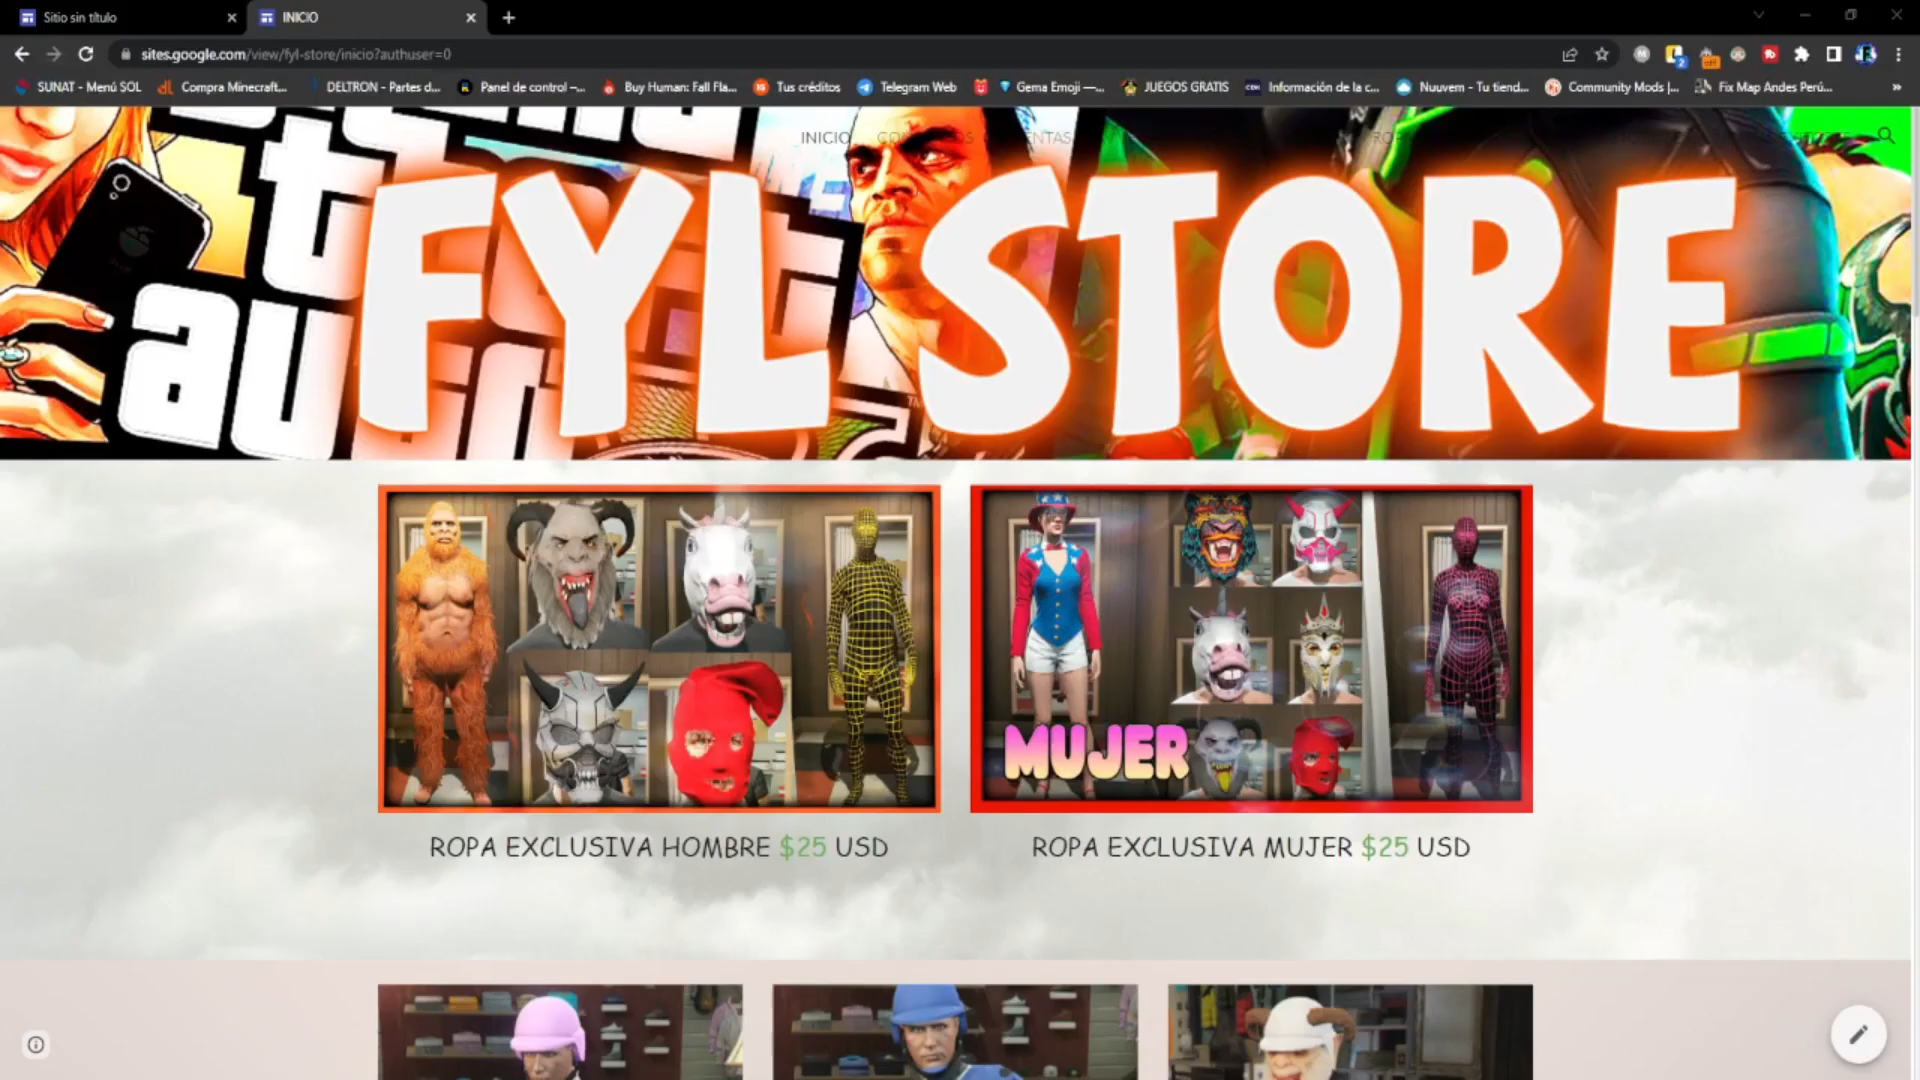 Sitio sin título
INICIO
sites.google.com/view/fyl-store/inicio?authuser=0
SUNAT - Menú SOL
Compra Minecraft...
DELTRON - Partes d...
Panel de control –...
Buy Human: Fall Fla...
Tus créditos
Telegram Web
Gema Emoji —...
JUEGOS GRATIS
Información de la c...
Nuuvem - Tu tiend...
Community Mods |...
Fix Map Andes Perú...
INICIO
FYL STORE
MUJER
ROPA EXCLUSIVA HOMBRE $25 USD
ROPA EXCLUSIVA MUJER $25 USD